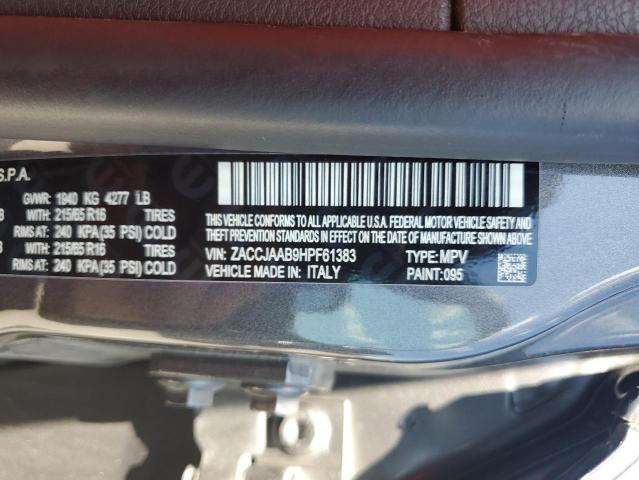 S.P.A.
GVWR: 1940 KG 4277 LB
B WITH: 215/65 R16 TIRES
RIMS AT: 240 KPA(35 PSI) COLD
B WITH: 215/65 R16 TIRES
RIMS AT: 240 KPA(35 PSI) COLD
THIS VEHICLE CONFORMS TO ALL APPLICABLE U.S.A. FEDERAL MOTOR VEHICLE SAFETY AND
THEFT PREVENTION STANDARDS IN EFFECT ON THE DATE OF MANUFACTURE SHOWN ABOVE.
VIN: ZACCJAAB9HPF61383 TYPE: MPV
VEHICLE MADE IN ITALY PAINT: 095